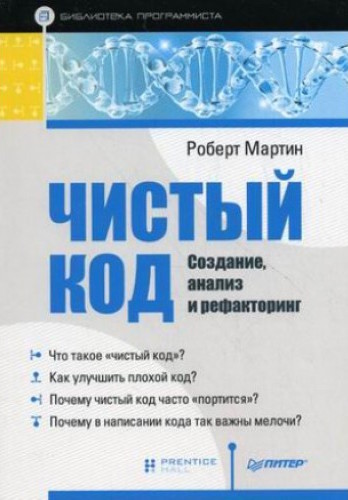 БИБЛИОТЕКА ПРОГРАММИСТА
Роберт Мартин
ЧИСТЫЙ
КОД
Создание,
анализ
и рефакторинг
Что такое «чистый код»?
Как улучшить плохой код?
Почему чистый код часто «портится»?
Почему в написании кода так важны мелочи?
PRENTICE
HALL
ПИТЕР